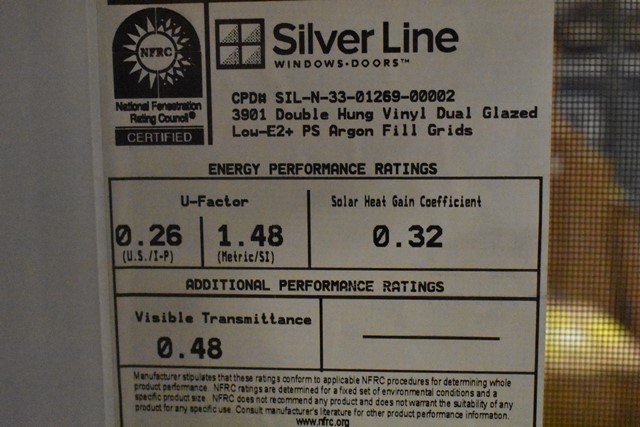 NFRC
National Fenestration
Rating Council®
CERTIFIED
Silver Line
WINDOWS•DOORS™
CPD# SIL-N-33-01269-00002
3901 Double Hung Vinyl Dual Glazed
Low-E2+ PS Argon Fill Grids
ENERGY PERFORMANCE RATINGS
U-Factor
Solar Heat Gain Coefficient
0.26 1.48 0.32
(U.S./I-P) (Metric/SI)
ADDITIONAL PERFORMANCE RATINGS
Visible Transmittance
0.48
Manufacturer stipulates that these ratings conform to applicable NFRC procedures for determining whole
product performance. NFRC ratings are determined for a fixed set of environmental conditions and a
specific product size. NFRC does not recommend any product and does not warrant the suitability of any
product for any specific use. Consult manufacturer's literature for other product performance information.
www.nfrc.org